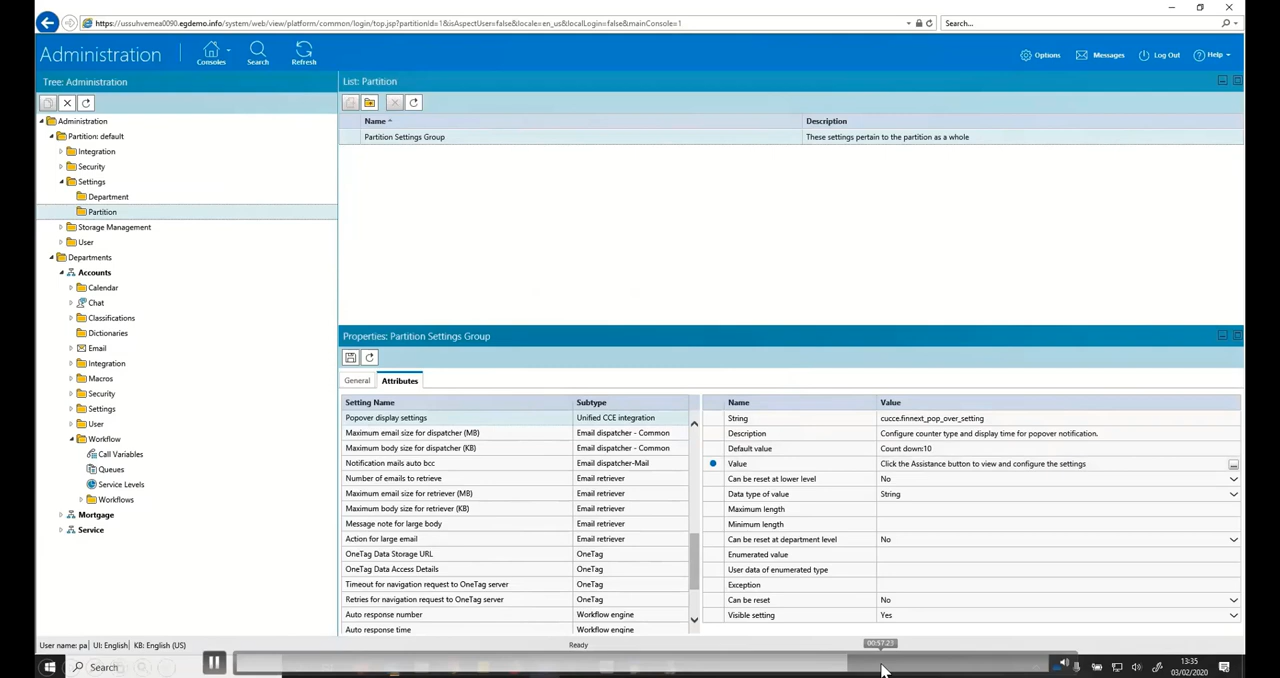 https://ussuhvemea0090.egdemo.info/system/web/view/platform/common/login/top.jsp?partitionId=1&isAspectUser=false&locale=en_us&localLogin=false&mainConsole=1
Search...
Administration
Consoles
Search
Refresh
Options
Messages
Log Out
Help
Tree: Administration
List: Partition
Administration
Partition: default
Integration
Security
Settings
Department
Partition
Storage Management
User
Departments
Accounts
Calendar
Chat
Classifications
Dictionaries
Email
Integration
Macros
Security
Settings
User
Workflow
Call Variables
Queues
Service Levels
Workflows
Mortgage
Service
Name Description
Partition Settings Group These settings pertain to the partition as a whole
Properties: Partition Settings Group
General Attributes
Setting Name Subtype
Popover display settings Unified CCE integration
Maximum email size for dispatcher (MB) Email dispatcher - Common
Maximum body size for dispatcher (KB) Email dispatcher - Common
Notification mails auto bcc Email dispatcher-Mail
Number of emails to retrieve Email retriever
Maximum email size for retriever (MB) Email retriever
Maximum body size for retriever (KB) Email retriever
Message note for large body Email retriever
Action for large email Email retriever
OneTag Data Storage URL OneTag
OneTag Data Access Details OneTag
Timeout for navigation request to OneTag server OneTag
Retries for navigation request to OneTag server OneTag
Auto response number Workflow engine
Auto response time Workflow engine
Name Value
String cucce.finnext_pop_over_setting
Description Configure counter type and display time for popover notification.
Default value Count down:10
Value Click the Assistance button to view and configure the settings
Can be reset at lower level No
Data type of value String
Maximum length
Minimum length
Can be reset at department level No
Enumerated value
User data of enumerated type
Exception
Can be reset No
Visible setting Yes
User name: pa UI: English KB: English (US)
Ready
00:57:23
Search
13:35
03/02/2020